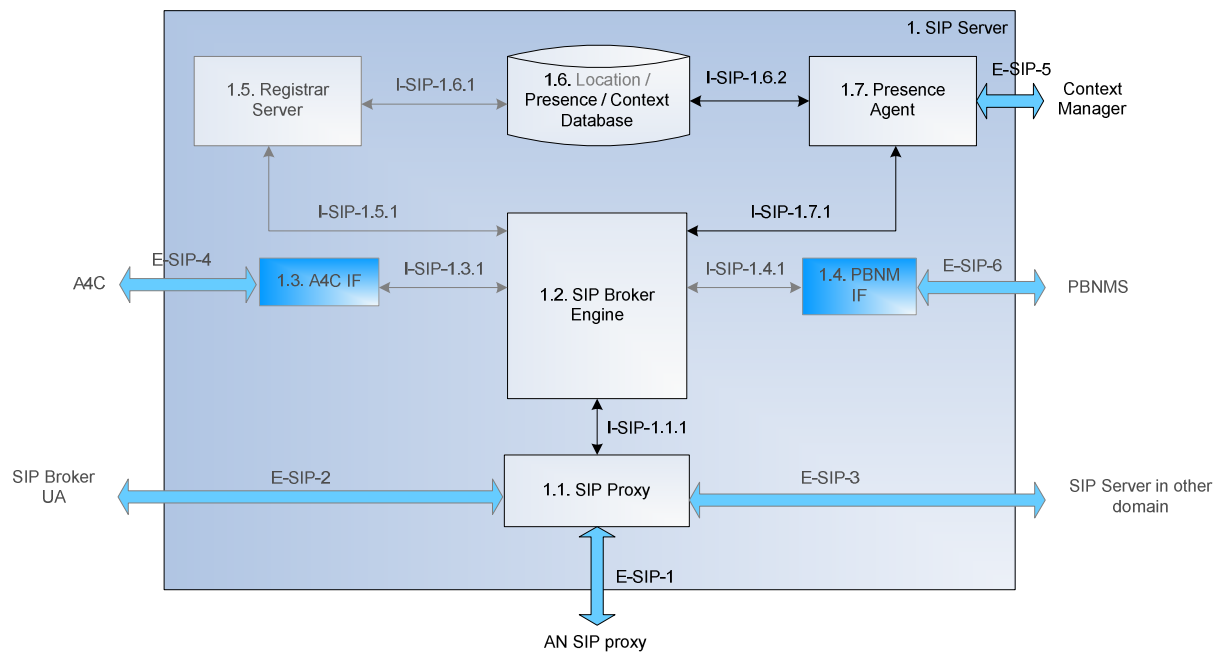 1. SIP Server
1.5. Registrar
Server
I-SIP-1.6.1
1.6. Location /
Presence / Context
Database
I-SIP-1.6.2
1.7. Presence
Agent
E-SIP-5
Context
Manager
I-SIP-1.5.1
I-SIP-1.7.1
A4C
E-SIP-4
1.3. A4C IF
I-SIP-1.3.1
1.2. SIP Broker
Engine
I-SIP-1.4.1
1.4. PBNM
IF
E-SIP-6
PBNMS
I-SIP-1.1.1
SIP Broker
UA
E-SIP-2
1.1. SIP Proxy
E-SIP-3
SIP Server in other
domain
E-SIP-1
AN SIP proxy